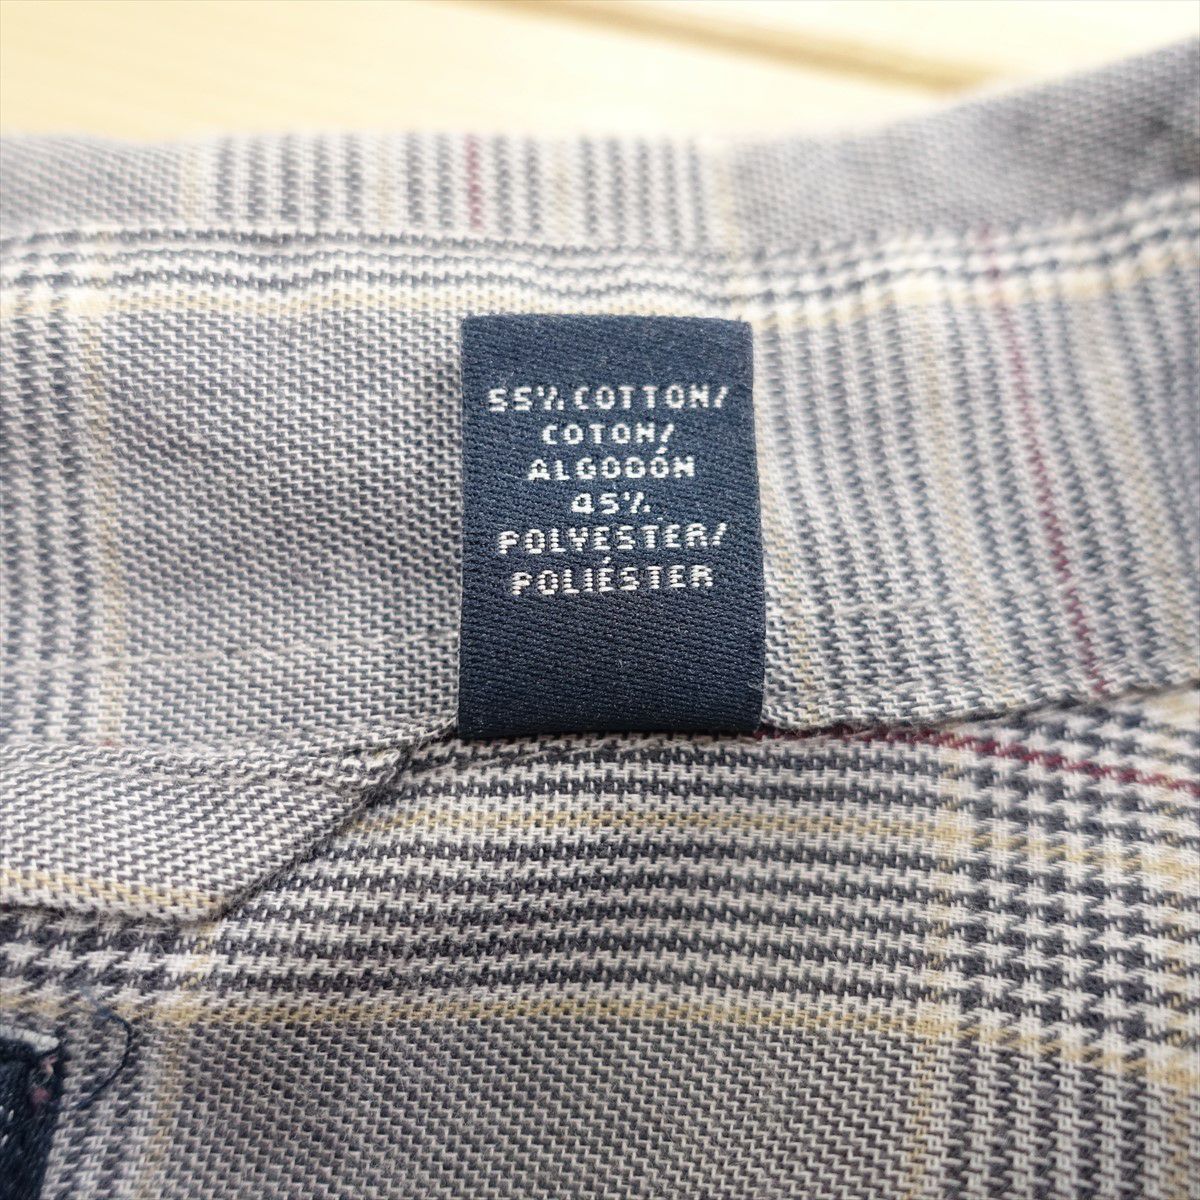 55% COTTON/
COTON/
ALGODÓN
45%
POLYESTER/
POLIÉSTER